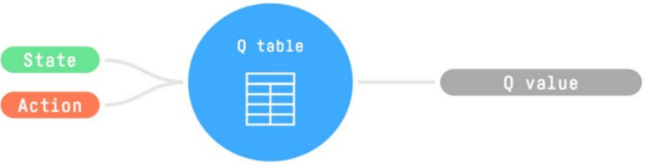 State
Action
Q table
Q value